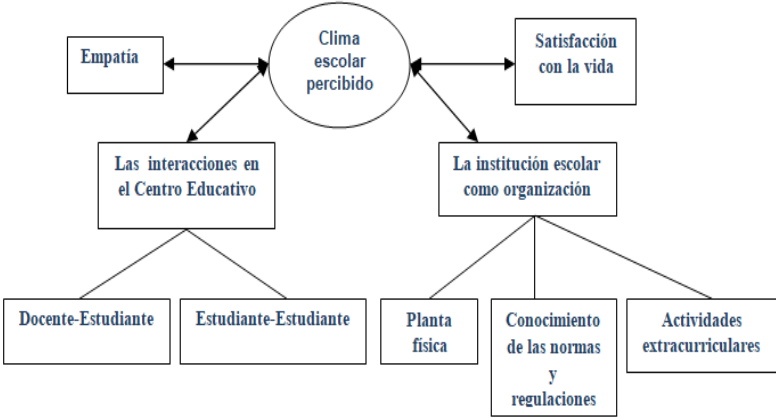 Clima
escolar
percibido
Empatía
Satisfacción
con la vida
Las interacciones en
el Centro Educativo
La institución escolar
como organización
Docente-Estudiante
Estudiante-Estudiante
Planta
física
Conocimiento
de las normas
y
regulaciones
Actividades
extracurriculares